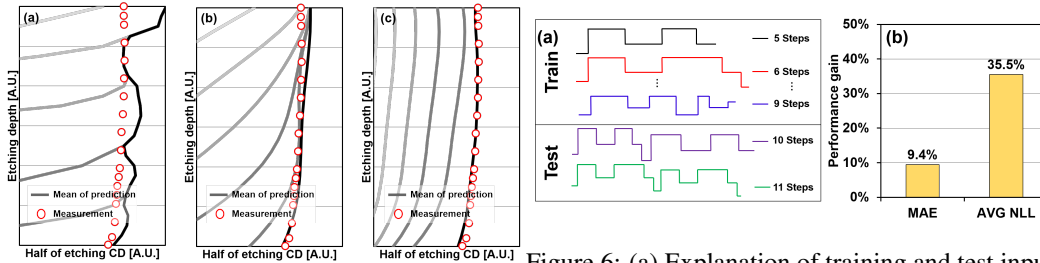 (a)
Etching depth [A.U.]
Mean of prediction
Measurement
Half of etching CD [A.U.]
(b)
Etching depth [A.U.]
Mean of prediction
Measurement
Half of etching CD [A.U.]
(c)
Etching depth [A.U.]
Mean of prediction
Measurement
Half of etching CD [A.U.]
(a)
Train
5 Steps
6 Steps
9 Steps
Test
10 Steps
11 Steps
(b)
Performance gain
50%
40%
30%
20%
10%
0%
9.4%
35.5%
MAE
AVG NLL
Figure 6: (a) Explanation of training and test inpu